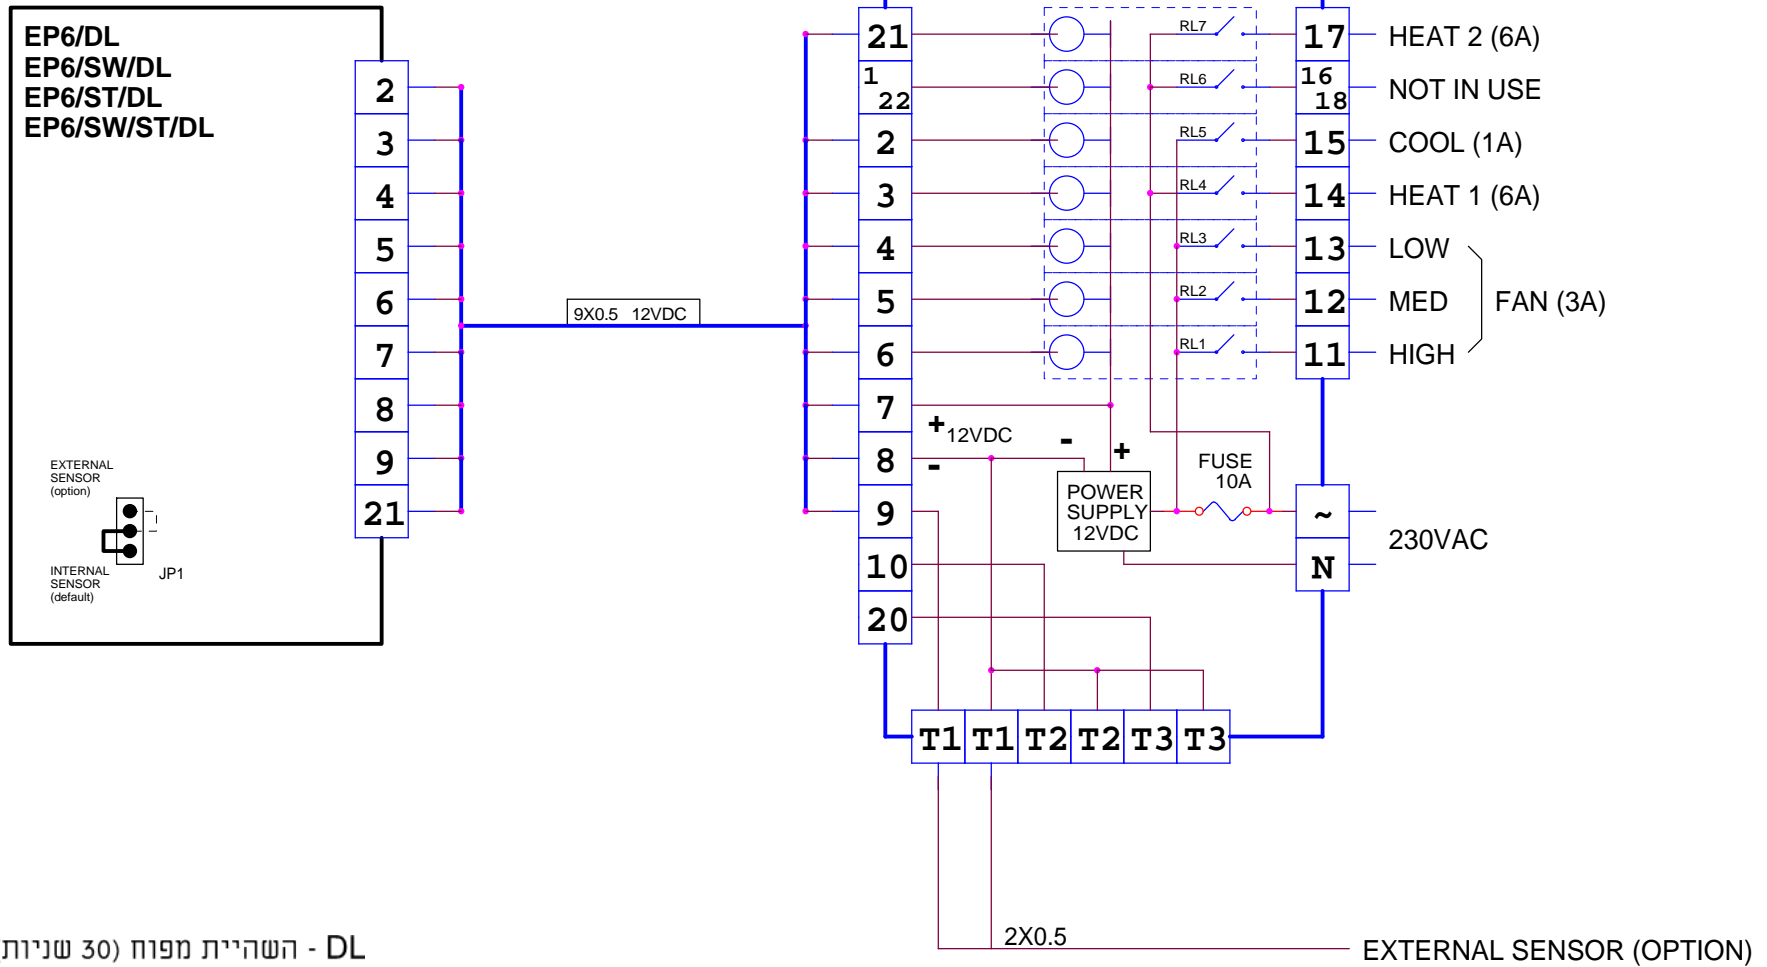 EP6/DL
EP6/SW/DL
EP6/ST/DL
EP6/SW/ST/DL
2
3
4
5
6
7
8
9
21
EXTERNAL
SENSOR
(option)
INTERNAL
SENSOR
(default)
JP1
9X0.5 12VDC
21
1
22
2
3
4
5
6
7
8
9
10
20
+
12VDC
-
RL7
RL6
RL5
RL4
RL3
RL2
RL1
-
+
POWER
SUPPLY
12VDC
FUSE
10A
17
16
18
15
14
13
12
11
~
N
HEAT 2 (6A)
NOT IN USE
COOL (1A)
HEAT 1 (6A)
LOW
MED
HIGH
FAN (3A)
230VAC
T1 T1 T2 T2 T3 T3
2X0.5
EXTERNAL SENSOR (OPTION)
DL - השהיית מפוח (30 שניות)